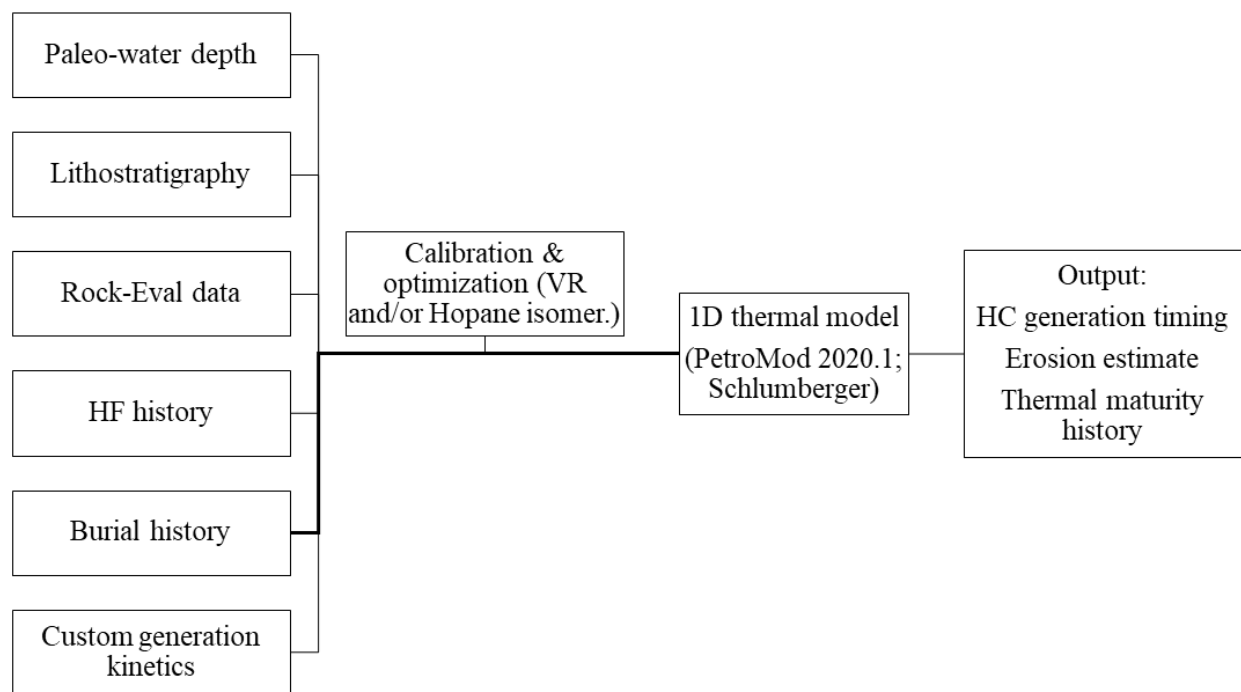 Paleo-water depth
Lithostratigraphy
Rock-Eval data
HF history
Burial history
Custom generation
kinetics
Calibration &
optimization (VR
and/or Hopane isomer.)
1D thermal model
(PetroMod 2020.1;
Schlumberger)
Output:
HC generation timing
Erosion estimate
Thermal maturity
history